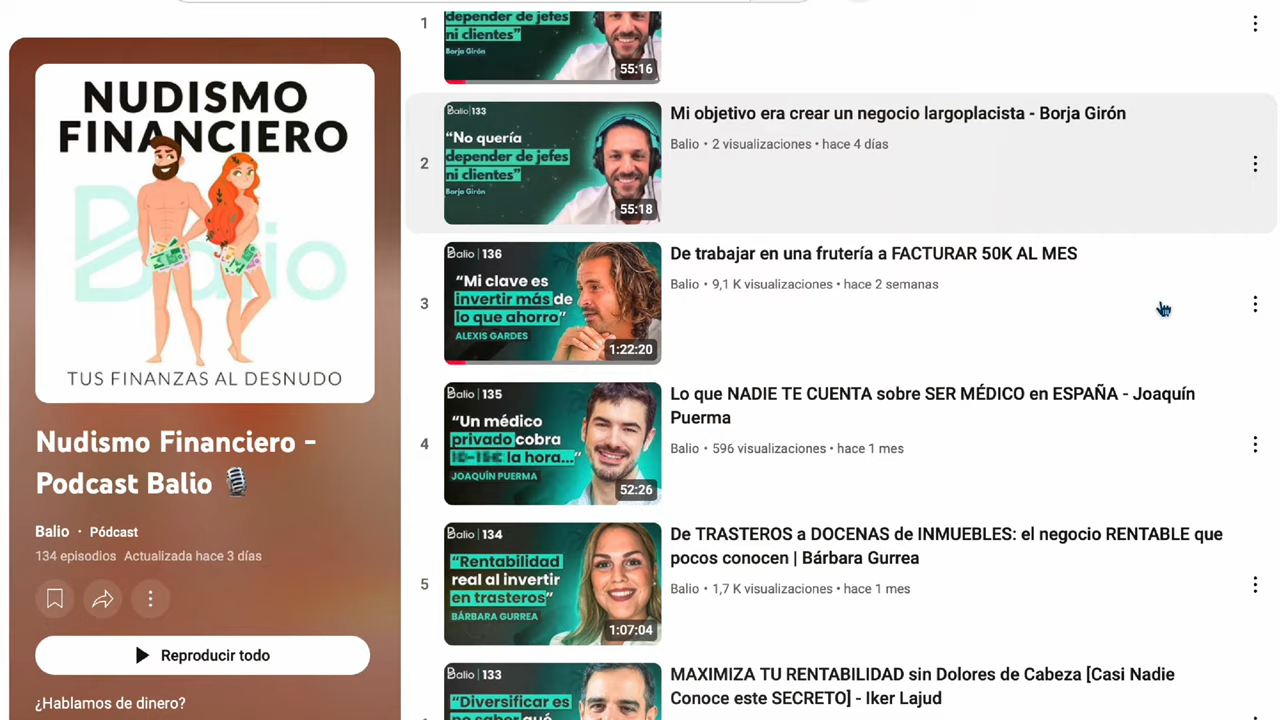 NUDISMO
FINANCIERO
Balio
TUS FINANZAS AL DESNUDO
Nudismo Financiero -
Podcast Balio
Balio · Pódcast
134 episodios Actualizada hace 3 días
Reproducir todo
¿Hablamos de dinero?
1
depender de jefes
ni clientes”
Borja Girón
55:16
2
Balio|133
“No quería
depender de jefes
ni clientes”
Borja Girón
55:18
Mi objetivo era crear un negocio largoplacista - Borja Girón
Balio • 2 visualizaciones • hace 4 días
3
Balio | 136
“Mi clave es
invertir más de
lo que ahorro”
ALEXIS GARDES
1:22:20
De trabajar en una frutería a FACTURAR 50K AL MES
Balio • 9,1 K visualizaciones • hace 2 semanas
4
Balio | 135
“Un médico
privado cobra
la hora...”
JOAQUÍN PUERMA
52:26
Lo que NADIE TE CUENTA sobre SER MÉDICO en ESPAÑA - Joaquín
Puerma
Balio • 596 visualizaciones • hace 1 mes
5
Balio | 134
“Rentabilidad
real al invertir
en trasteros”
BÁRBARA GURREA
1:07:04
De TRASTEROS a DOCENAS de INMUEBLES: el negocio RENTABLE que
pocos conocen | Bárbara Gurrea
Balio • 1,7 K visualizaciones • hace 1 mes
Balio | 133
“Diversificar es
no saber qué
MAXIMIZA TU RENTABILIDAD sin Dolores de Cabeza [Casi Nadie
Conoce este SECRETO] - Iker Lajud